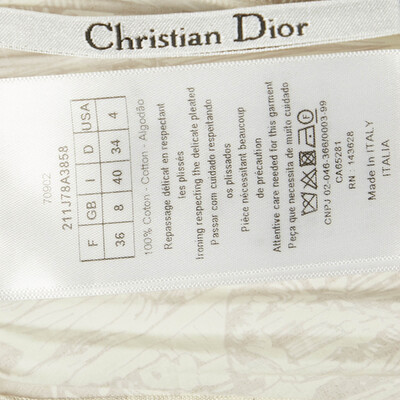 Christian Dior
70902
211J78A3858
F GB I D USA
36 8 40 34 4
100% Coton - Cotton - Algodão
Repassage délicat en respectant
les plissés
Ironing respecting the delicate pleated
Passar com cuidado respeitando
os plissados
Pièce nécessitant beaucoup
de précaution
Attentive care needed for this garment
Peça que necessita de muito cuidado
CNPJ 02-046-366/0003-99
CA65281
RN : 143628
Made In ITALY
ITALIA